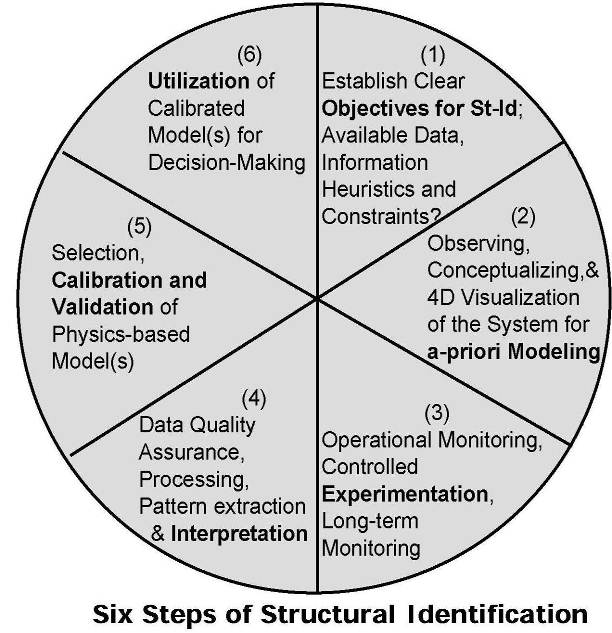 (1)
Establish Clear
Objectives for St-Id;
Available Data,
Information
Heuristics and
Constraints?
(2)
Observing,
Conceptualizing,&
4D Visualization
of the System for
a-priori Modeling
(3)
Operational Monitoring,
Controlled
Experimentation,
Long-term
Monitoring
(4)
Data Quality
Assurance,
Processing,
Pattern extraction
& Interpretation
(5)
Selection,
Calibration and
Validation of
Physics-based
Model(s)
(6)
Utilization of
Calibrated
Model(s) for
Decision-Making
Six Steps of Structural Identification